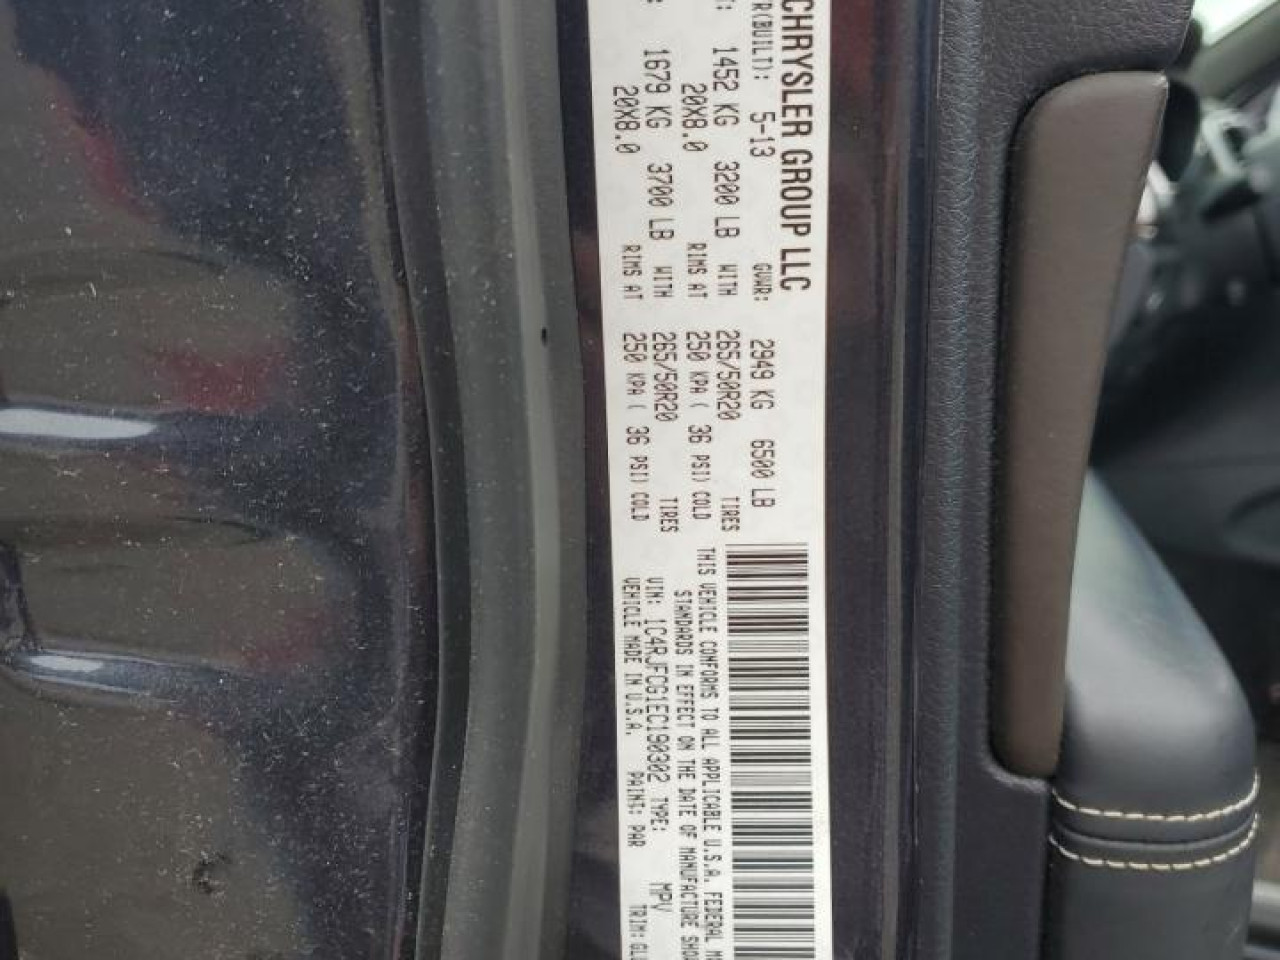 CHRYSLER GROUP LLC
R(BUILT): 5-13 GVWR: 2949 KG 6500 LB
1452 KG 3200 LB WITH 265/50R20 TIRES
20X8.0 RIMS AT 250 KPA ( 36 PSI) COLD
1679 KG 3700 LB WITH 265/50R20 TIRES
20X8.0 RIMS AT 250 KPA ( 36 PSI) COLD
THIS VEHICLE CONFORMS TO ALL APPLICABLE U.S.A. FEDERAL
STANDARDS IN EFFECT ON THE DATE OF MANUFACTURE
VIN: 1C4RJFCG1EC190302 TYPE: MPV
VEHICLE MADE IN U.S.A. PAINT: PAR TRIM: